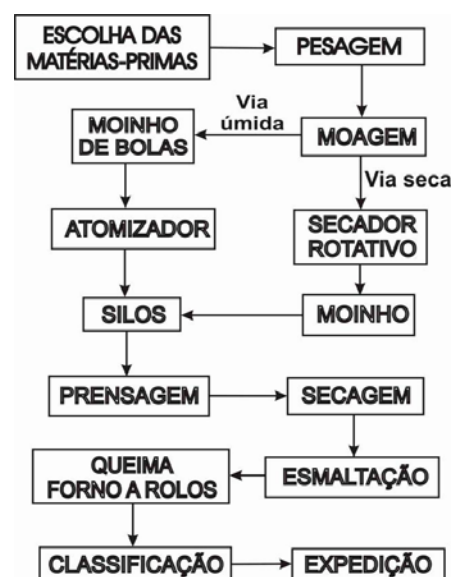 ESCOLHA DAS
MATÉRIAS-PRIMAS
PESAGEM
Via
úmida
MOINHO
DE BOLAS
MOAGEM
Via seca
ATOMIZADOR
SECADOR
ROTATIVO
SILOS
MOINHO
PRENSAGEM
SECAGEM
QUEIMA
FORNO A ROLOS
ESMALTAÇÃO
CLASSIFICAÇÃO
EXPEDIÇÃO